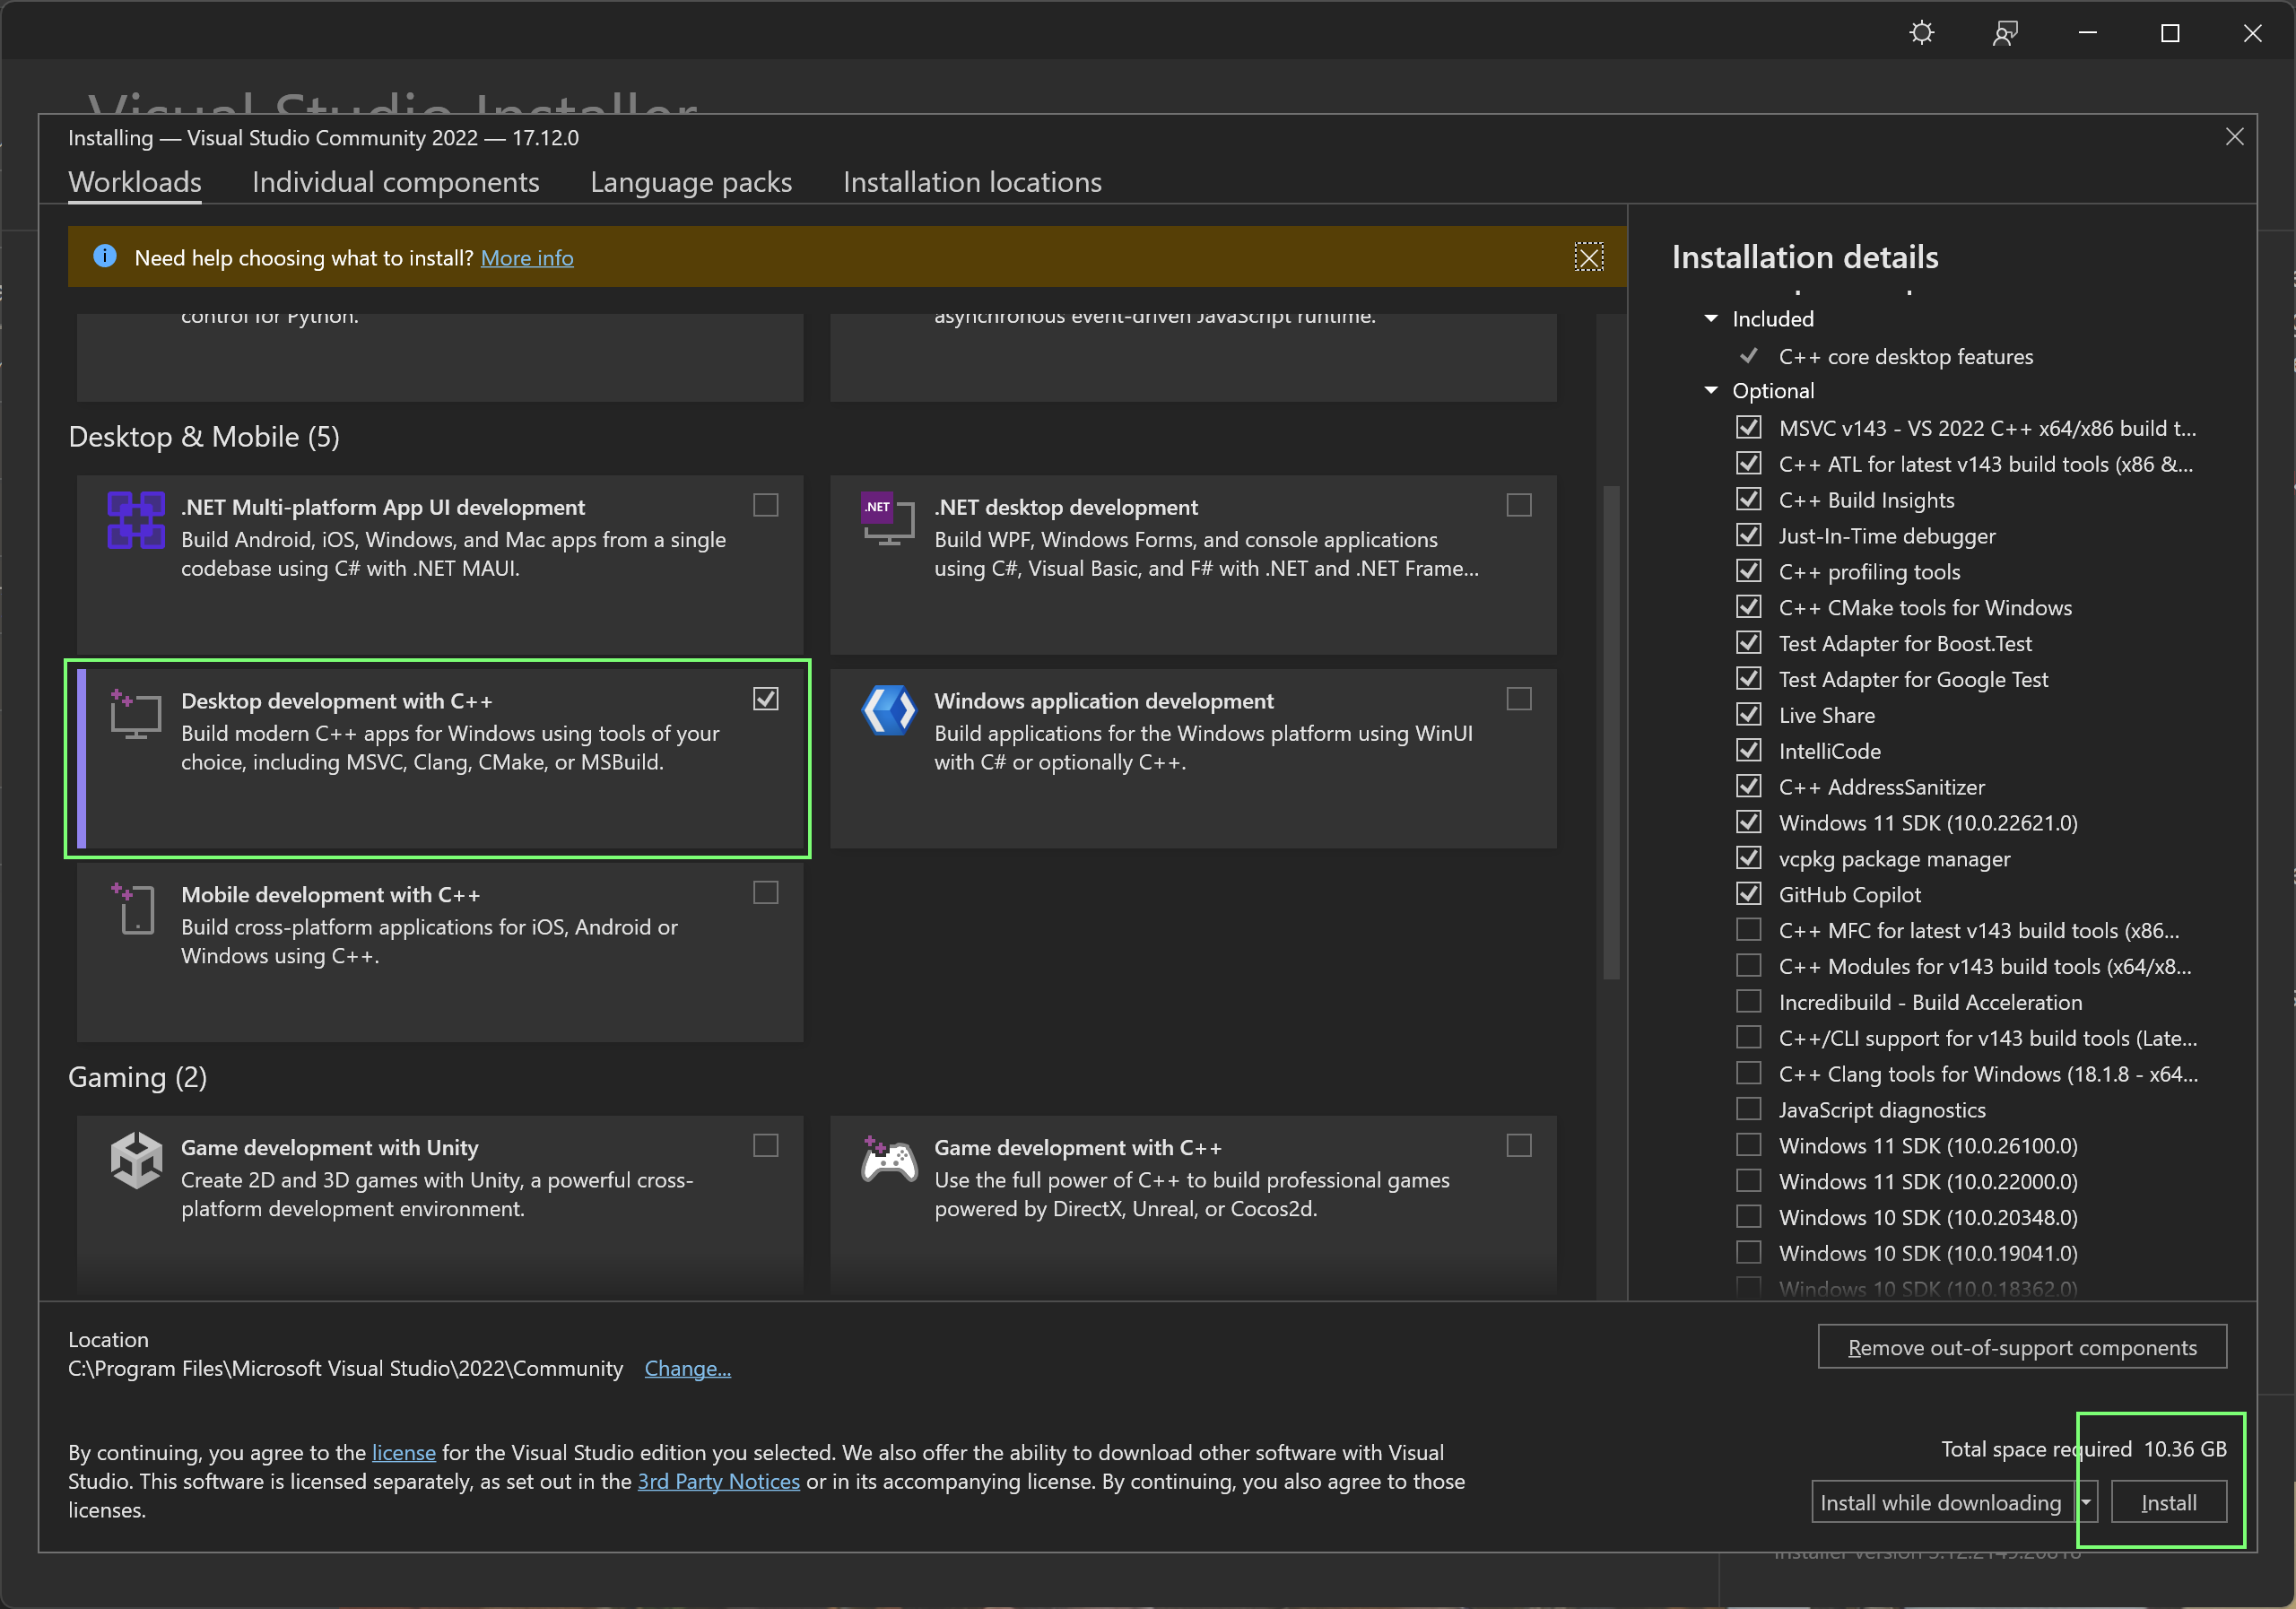 Visual Studio Installer
Installing — Visual Studio Community 2022 — 17.12.0
Workloads
Individual components
Language packs
Installation locations
Need help choosing what to install? More info
control for Python.
asynchronous event-driven JavaScript runtime.
Desktop & Mobile (5)
.NET Multi-platform App UI development
Build Android, iOS, Windows, and Mac apps from a single
codebase using C# with .NET MAUI.
.NET
.NET desktop development
Build WPF, Windows Forms, and console applications
using C#, Visual Basic, and F# with .NET and .NET Frame...
Desktop development with C++
Build modern C++ apps for Windows using tools of your
choice, including MSVC, Clang, CMake, or MSBuild.
Windows application development
Build applications for the Windows platform using WinUI
with C# or optionally C++.
Mobile development with C++
Build cross-platform applications for iOS, Android or
Windows using C++.
Gaming (2)
Game development with Unity
Create 2D and 3D games with Unity, a powerful cross-
platform development environment.
Game development with C++
Use the full power of C++ to build professional games
powered by DirectX, Unreal, or Cocos2d.
Installation details
Included
C++ core desktop features
Optional
MSVC v143 - VS 2022 C++ x64/x86 build t...
C++ ATL for latest v143 build tools (x86 &...
C++ Build Insights
Just-In-Time debugger
C++ profiling tools
C++ CMake tools for Windows
Test Adapter for Boost.Test
Test Adapter for Google Test
Live Share
IntelliCode
C++ AddressSanitizer
Windows 11 SDK (10.0.22621.0)
vcpkg package manager
GitHub Copilot
C++ MFC for latest v143 build tools (x86...
C++ Modules for v143 build tools (x64/x8...
Incredibuild - Build Acceleration
C++/CLI support for v143 build tools (Late...
C++ Clang tools for Windows (18.1.8 - x64...
JavaScript diagnostics
Windows 11 SDK (10.0.26100.0)
Windows 11 SDK (10.0.22000.0)
Windows 10 SDK (10.0.20348.0)
Windows 10 SDK (10.0.19041.0)
Windows 10 SDK (10.0.18362.0)
Location
C:\Program Files\Microsoft Visual Studio\2022\Community Change...
Remove out-of-support components
By continuing, you agree to the license for the Visual Studio edition you selected. We also offer the ability to download other software with Visual
Studio. This software is licensed separately, as set out in the 3rd Party Notices or in its accompanying license. By continuing, you also agree to those
licenses.
Total space required 10.36 GB
Install while downloading
Install
Installer version